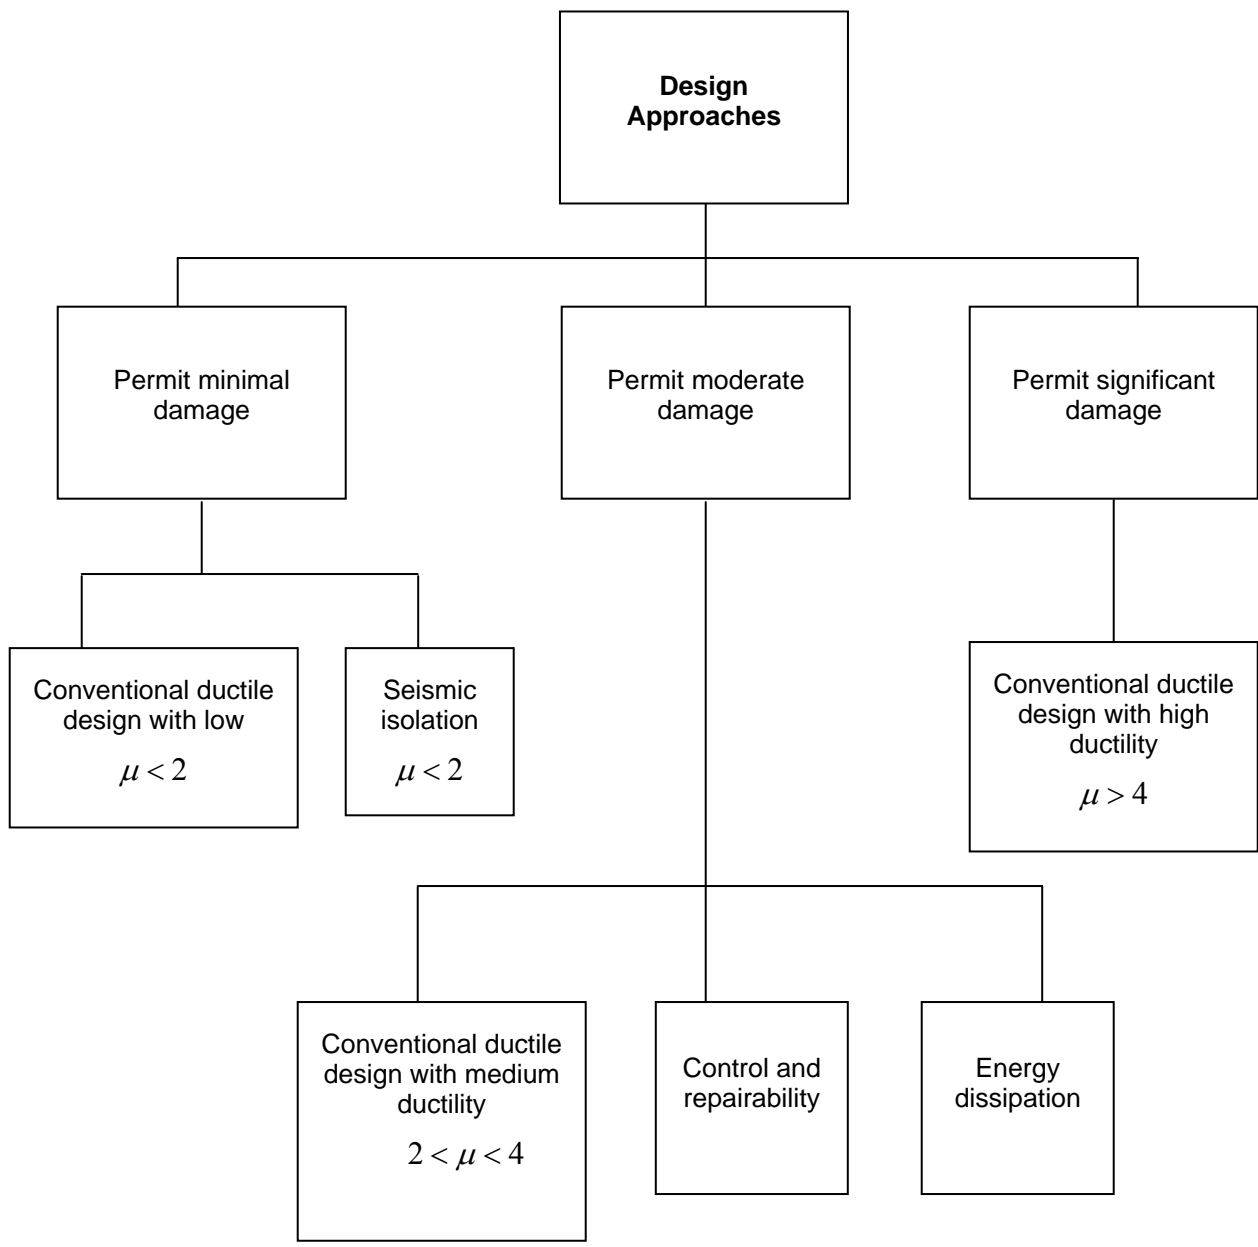 Design
Approaches
Permit minimal
damage
Permit moderate
damage
Permit significant
damage
Conventional ductile
design with low
μ < 2
Seismic
isolation
μ < 2
Conventional ductile
design with high
ductility
μ > 4
Conventional ductile
design with medium
ductility
2 < μ < 4
Control and
repairability
Energy
dissipation